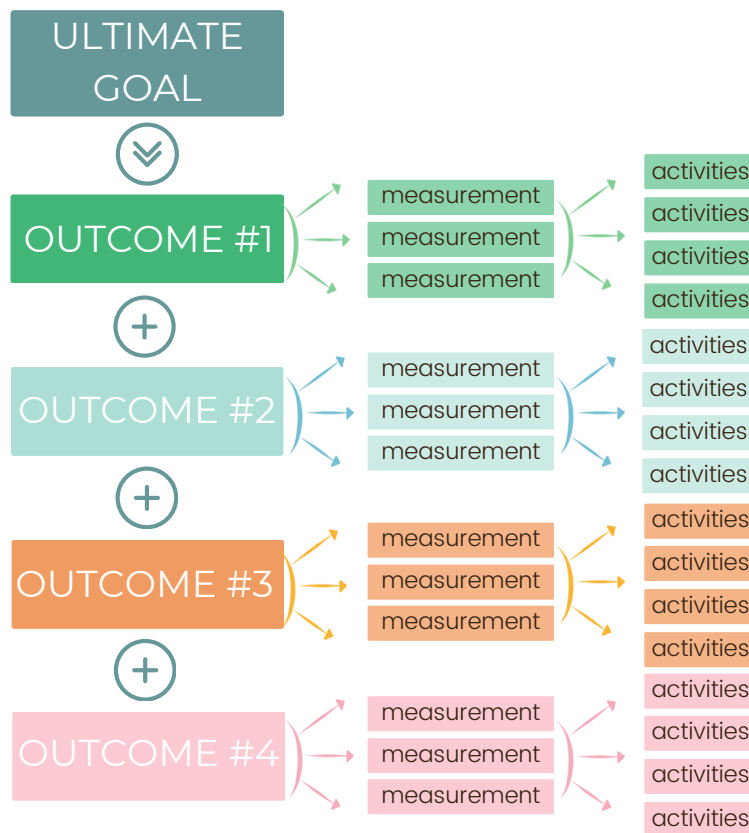 ULTIMATE
GOAL
OUTCOME #1
measurement
measurement
measurement
activities
activities
activities
activities
OUTCOME #2
measurement
measurement
measurement
activities
activities
activities
activities
OUTCOME #3
measurement
measurement
measurement
activities
activities
activities
activities
OUTCOME #4
measurement
measurement
measurement
activities
activities
activities
activities